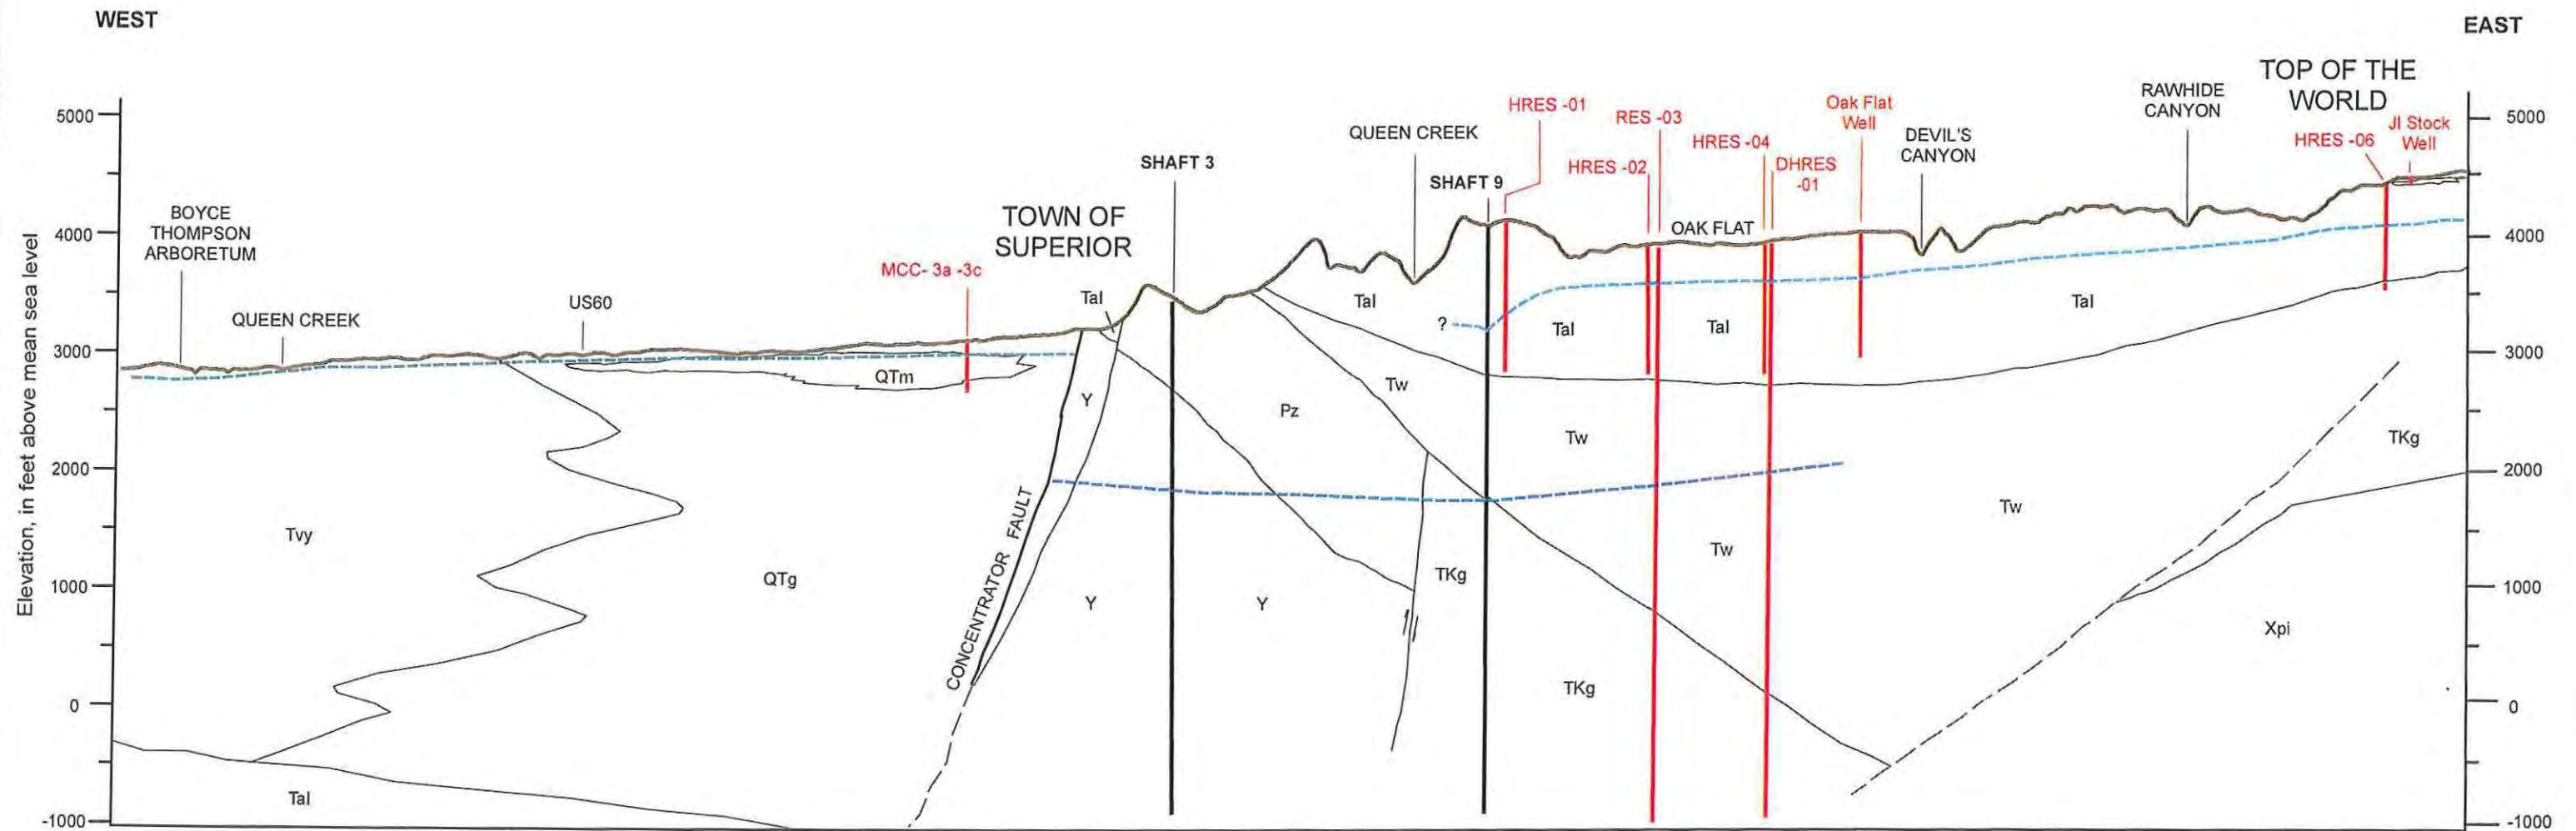 WEST
EAST
TOP OF THE
WORLD
RAWHIDE
CANYON
5000
5000
HRES -01
Oak Flat
Well
RES -03
JI Stock
Well
QUEEN CREEK
HRES -04
DEVIL'S
CANYON
HRES -06
SHAFT 3
HRES -02
DHRES
-01
SHAFT 9
BOYCE
THOMPSON
ARBORETUM
TOWN OF
SUPERIOR
4000
OAK FLAT
4000
MCC- 3a -3c
US60
QUEEN CREEK
Tal
Tal
?
Tal
Tal
Tal
3000
3000
QTm
Y
Tw
Pz
Tw
TKg
2000
2000
Elevation, in feet above mean sea level
Tvy
CONCENTRATOR FAULT
Tw
Tw
QTg
TKg
1000
1000
Y
Y
Xpi
TKg
0
0
Tal
-1000
-1000